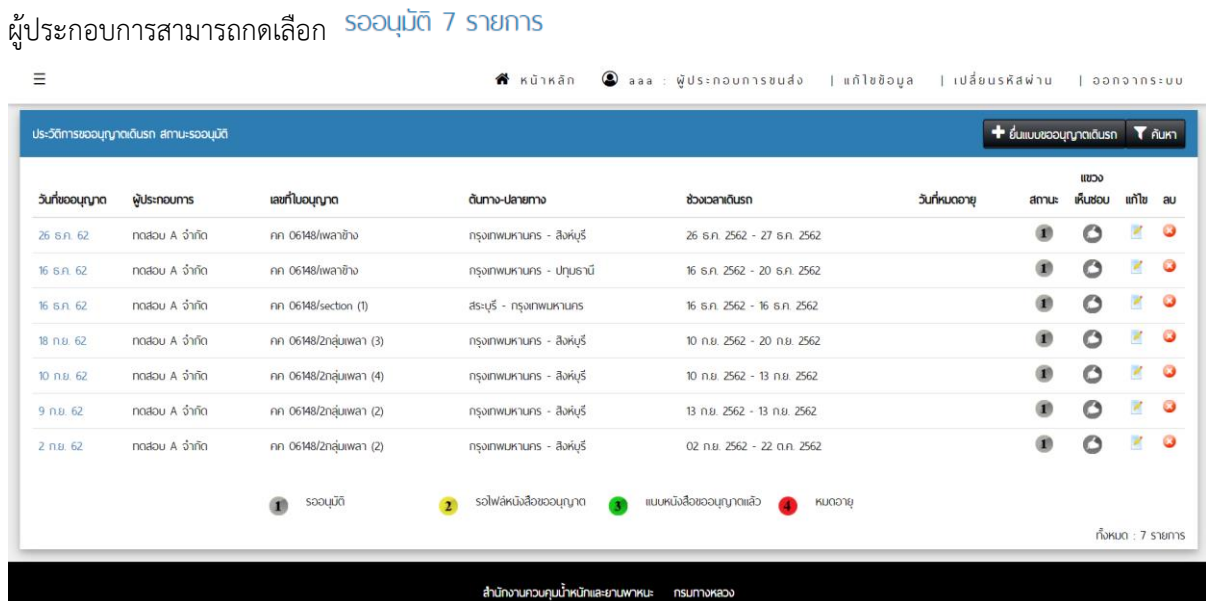 ผู้ประกอบการสามารถกดเลือก รออนุมัติ 7 รายการ
☰ หน้าหลัก aaa : ผู้ประกอบการขนส่ง | แก้ไขข้อมูล | เปลี่ยนรหัสผ่าน | ออกจากระบบ
ประวัติการขออนุญาตเดินรถ สถานะรออนุมัติ ยื่นแบบขออนุญาตเดินรถ ค้นหา
วันที่ขออนุญาต ผู้ประกอบการ เลขที่ใบอนุญาต ต้นทาง-ปลายทาง ช่วงเวลาเดินรถ วันที่หมดอายุ สถานะ แขวงเห็นชอบ แก้ไข ลบ
26 ธ.ค. 62 ทดสอบ A จำกัด คค 06148/เพลาข้าง กรุงเทพมหานคร - สิงห์บุรี 26 ธ.ค. 2562 - 27 ธ.ค. 2562 1
16 ธ.ค. 62 ทดสอบ A จำกัด คค 06148/เพลาข้าง กรุงเทพมหานคร - ปทุมธานี 16 ธ.ค. 2562 - 20 ธ.ค. 2562 1
16 ธ.ค. 62 ทดสอบ A จำกัด คค 06148/section (1) สระบุรี - กรุงเทพมหานคร 16 ธ.ค. 2562 - 16 ธ.ค. 2562 1
18 ก.ย. 62 ทดสอบ A จำกัด คค 06148/2กลุ่มเพลา (3) กรุงเทพมหานคร - สิงห์บุรี 10 ก.ย. 2562 - 20 ก.ย. 2562 1
10 ก.ย. 62 ทดสอบ A จำกัด คค 06148/2กลุ่มเพลา (4) กรุงเทพมหานคร - สิงห์บุรี 10 ก.ย. 2562 - 13 ก.ย. 2562 1
9 ก.ย. 62 ทดสอบ A จำกัด คค 06148/2กลุ่มเพลา (2) กรุงเทพมหานคร - สิงห์บุรี 13 ก.ย. 2562 - 13 ก.ย. 2562 1
2 ก.ย. 62 ทดสอบ A จำกัด คค 06148/2กลุ่มเพลา (2) กรุงเทพมหานคร - สิงห์บุรี 02 ก.ย. 2562 - 22 ต.ค. 2562 1
1 รออนุมัติ 2 รอไฟล์หนังสือขออนุญาต 3 แนบหนังสือขออนุญาตแล้ว 4 หมดอายุ
ทั้งหมด : 7 รายการ
สำนักงานควบคุมน้ำหนักและยานพาหนะ กรมทางหลวง